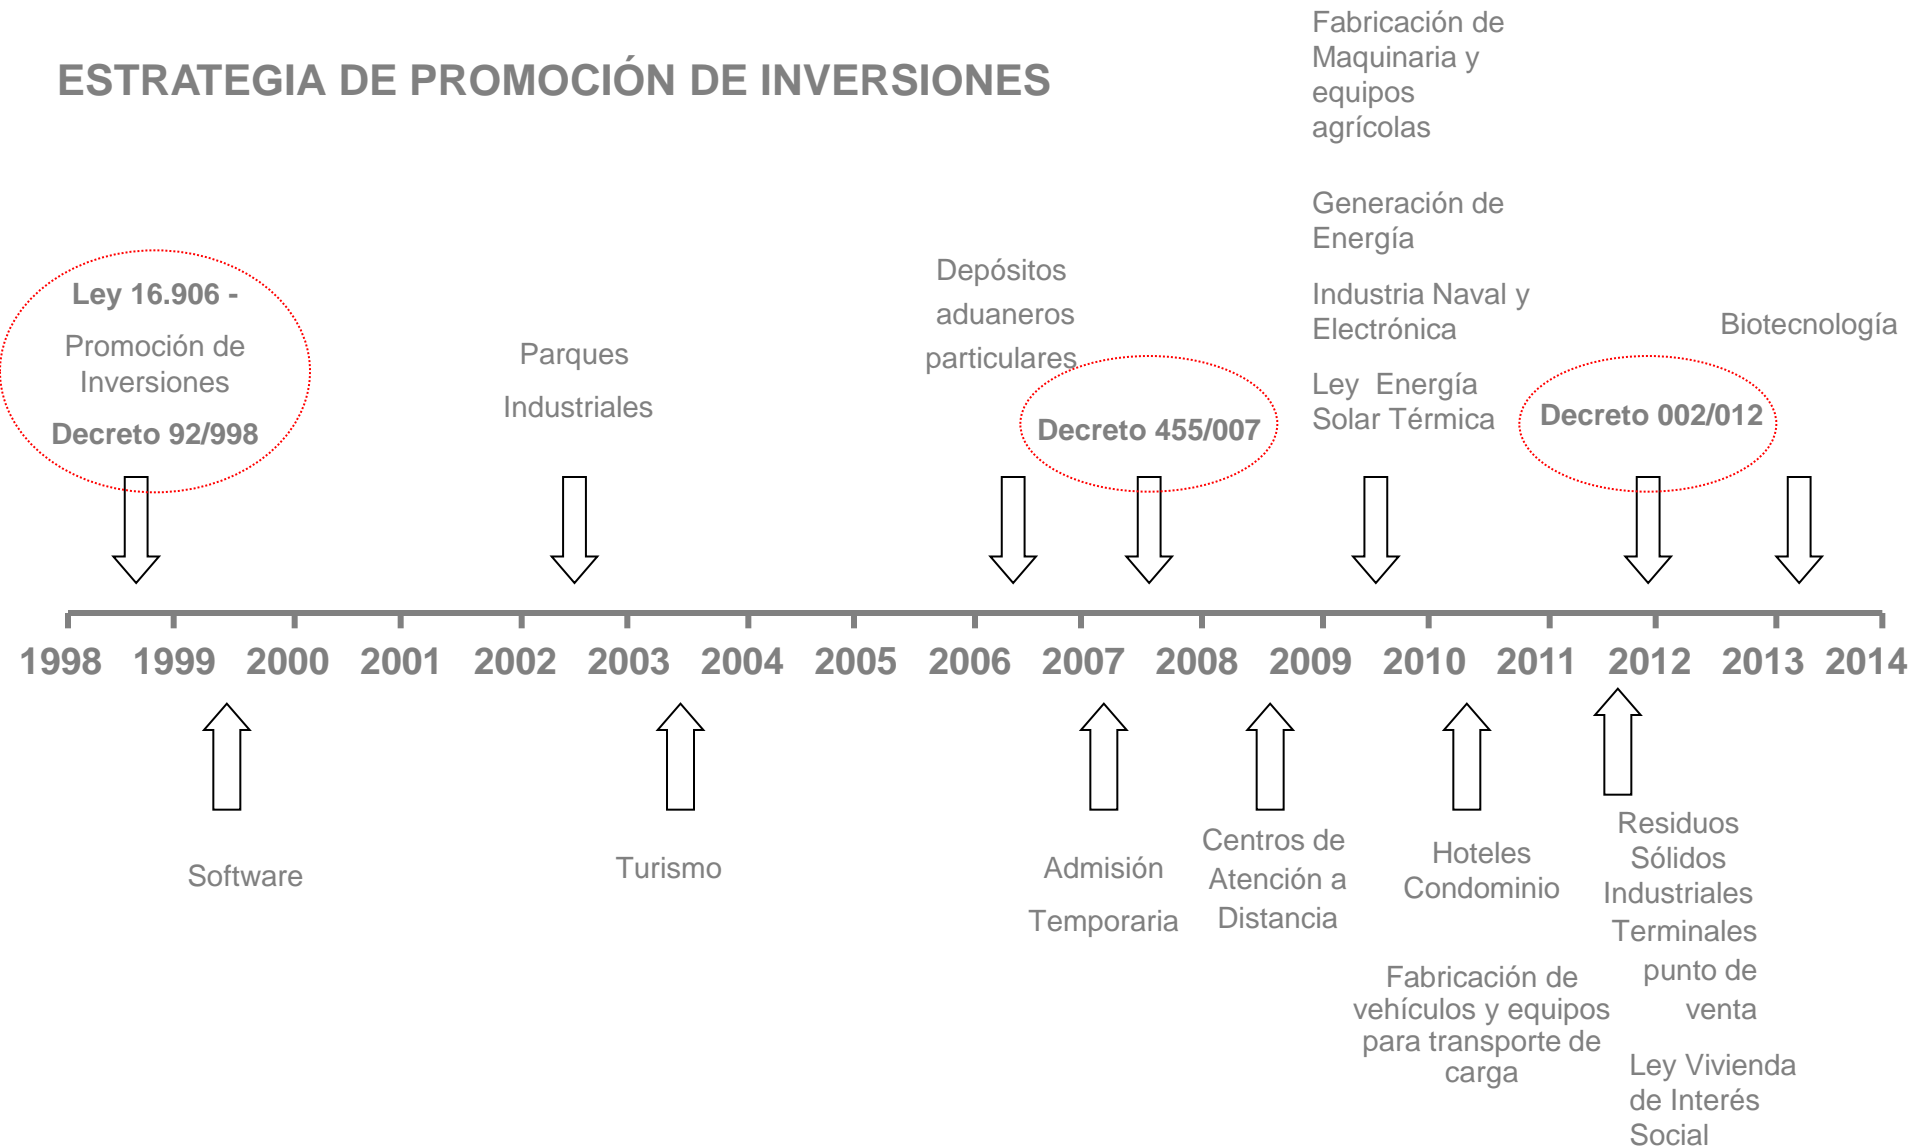 ESTRATEGIA DE PROMOCIÓN DE INVERSIONES
Ley 16.906 -
Promoción de
Inversiones
Decreto 92/998
Parques
Industriales
Depósitos
aduaneros
particulares
Decreto 455/007
Fabricación de
Maquinaria y
equipos
agrícolas
Generación de
Energía
Industria Naval y
Electrónica
Ley Energía
Solar Térmica
Decreto 002/012
Biotecnología
1998 1999 2000 2001 2002 2003 2004 2005 2006 2007 2008 2009 2010 2011 2012 2013 2014
Software
Turismo
Admisión
Temporaria
Centros de
Atención a
Distancia
Hoteles
Condominio
Fabricación de
vehículos y equipos
para transporte de
carga
Residuos
Sólidos
Industriales
Terminales
punto de
venta
Ley Vivienda
de Interés
Social